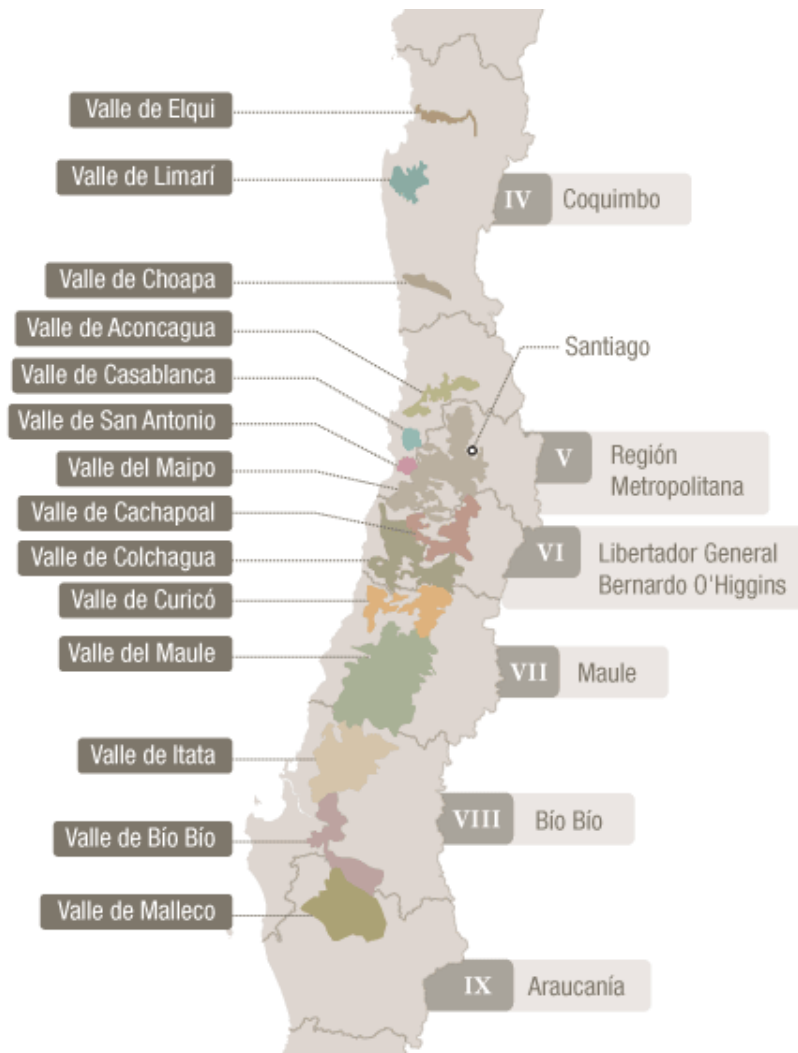 Valle de Elqui
Valle de Limarí
IV Coquimbo
Valle de Choapa
Valle de Aconcagua
Santiago
Valle de Casablanca
Valle de San Antonio
V Región
Metropolitana
Valle del Maipo
Valle de Cachapoal
VI Libertador General
Bernardo O'Higgins
Valle de Colchagua
Valle de Curicó
Valle del Maule
VII Maule
Valle de Itata
VIII Bío Bío
Valle de Bío Bío
Valle de Malleco
IX Araucanía